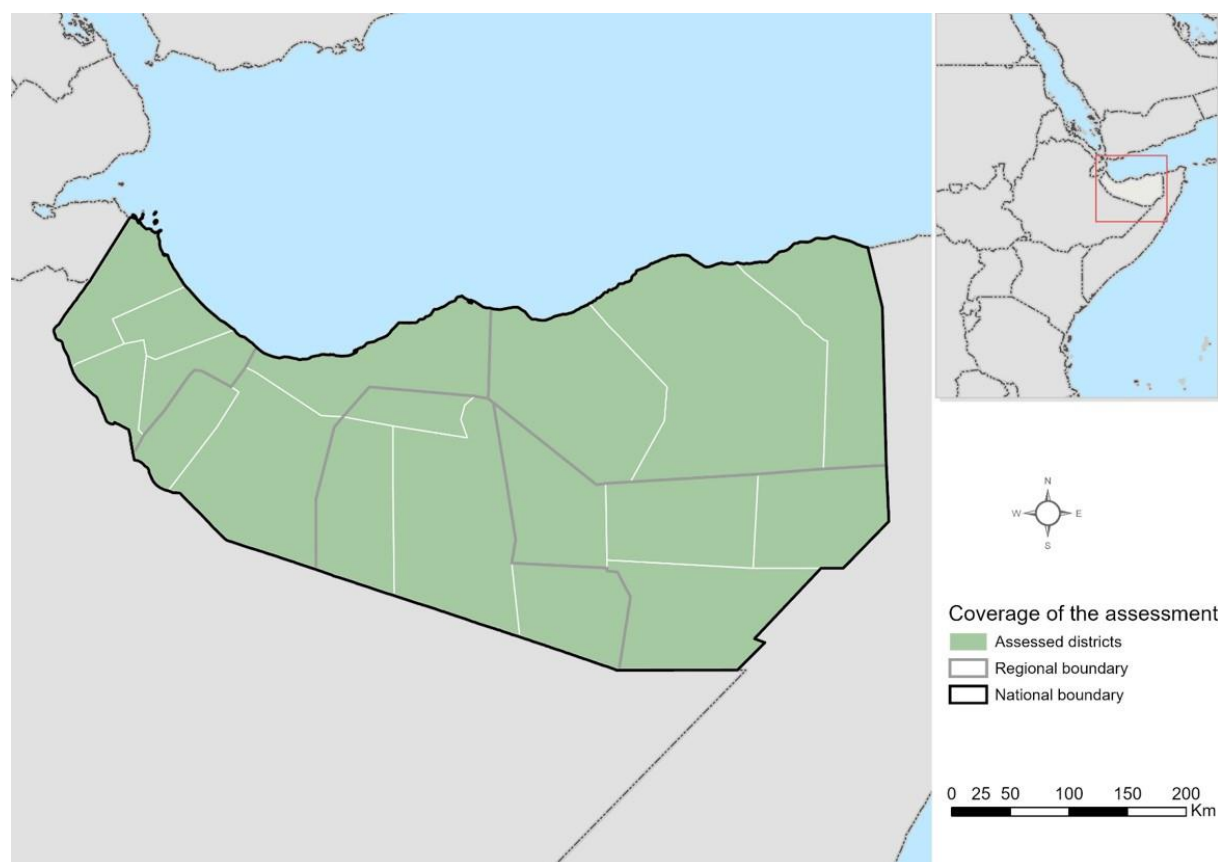 N
W E
S
Coverage of the assessment
Assessed districts
Regional boundary
National boundary
0 25 50 100 150 200
Km